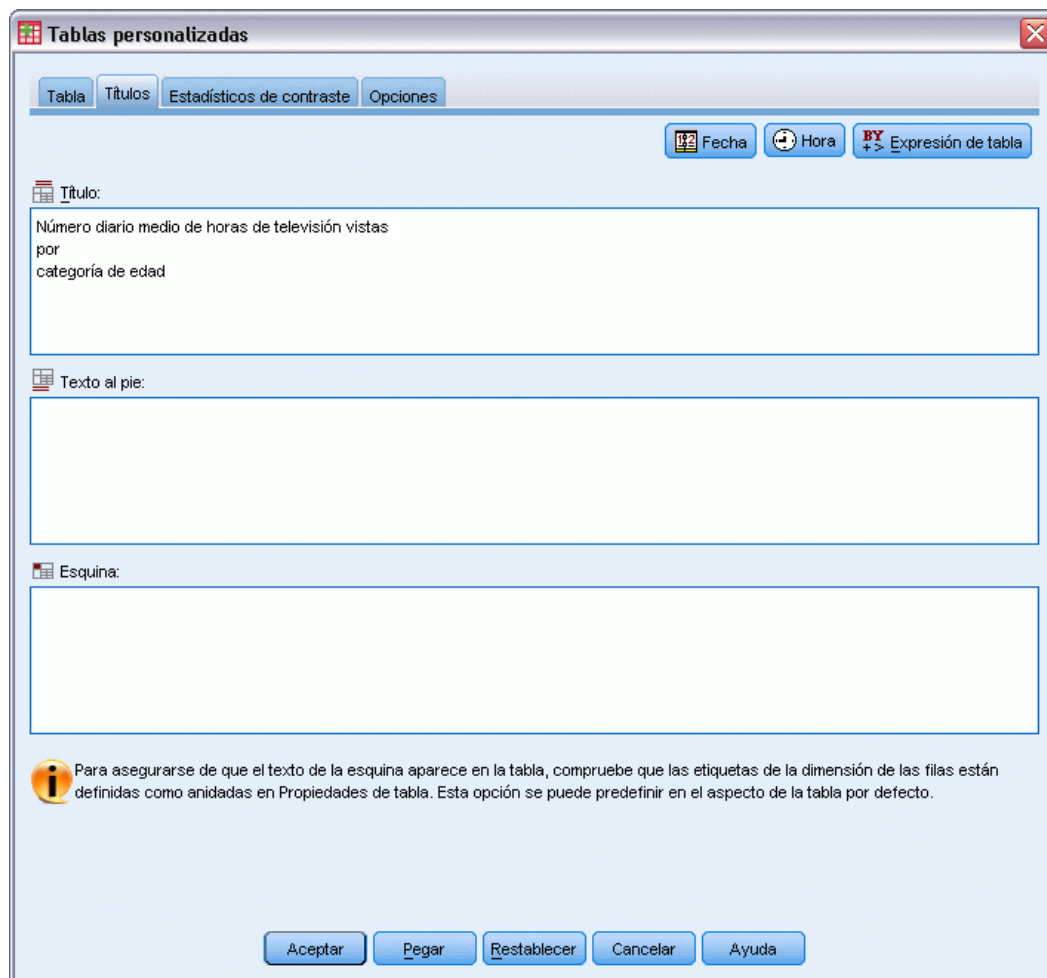 Tablas personalizadas
Tabla Títulos Estadísticos de contraste Opciones
Fecha Hora BY + > Expresión de tabla
Título:
Número diario medio de horas de televisión vistas
por
categoría de edad
Texto al pie:
Esquina:
Para asegurarse de que el texto de la esquina aparece en la tabla, compruebe que las etiquetas de la dimensión de las filas están
definidas como anidadas en Propiedades de tabla. Esta opción se puede predefinir en el aspecto de la tabla por defecto.
Aceptar Pegar Restablecer Cancelar Ayuda